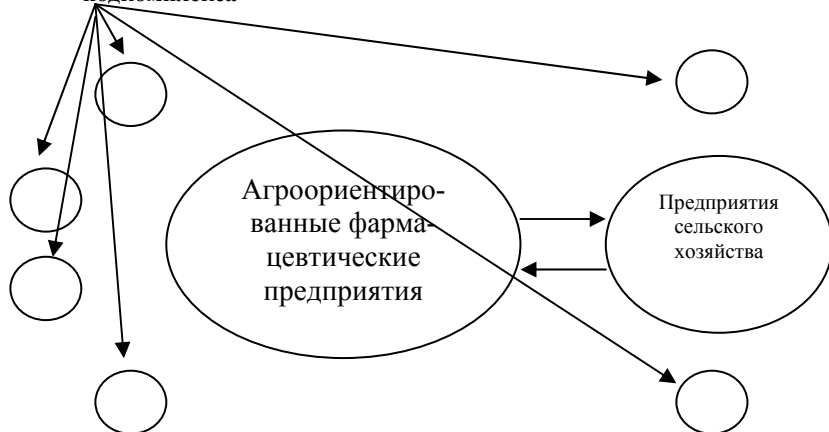 Агроориентиро-
ванные фарма-
цевтические
предприятия
Предприятия
сельского
хозяйства